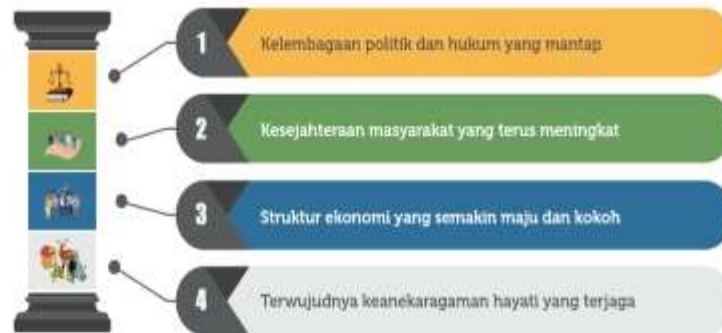 1
Kelembagaan politik dan hukum yang mantap
2
Kesejahteraan masyarakat yang terus meningkat
3
Struktur ekonomi yang semakin maju dan kokoh
4
Terwujudnya keanekaragaman hayati yang terjaga